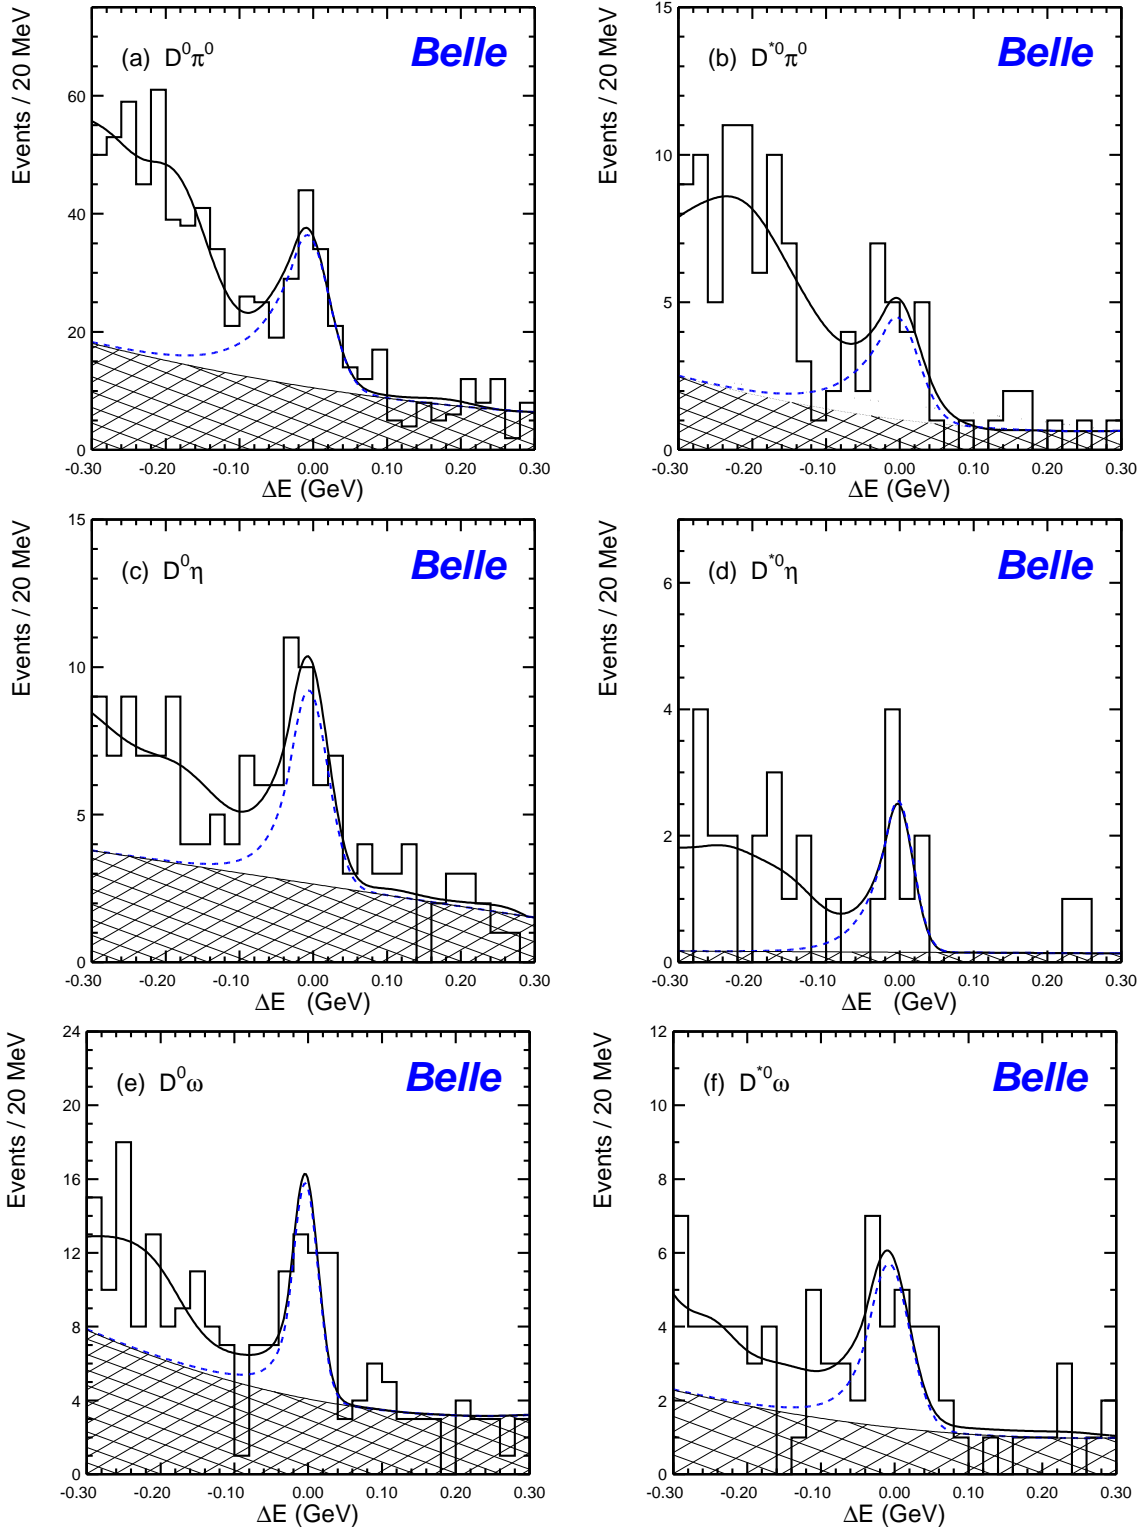 (a) D⁰π⁰ Belle
Events / 20 MeV
60
40
20
0
-0.30 -0.20 -0.10 0.00 0.10 0.20 0.30
ΔE (GeV)
(b) D*⁰π⁰ Belle
Events / 20 MeV
15
10
5
0
-0.30 -0.20 -0.10 0.00 0.10 0.20 0.30
ΔE (GeV)
(c) D⁰η Belle
Events / 20 MeV
15
10
5
0
-0.30 -0.20 -0.10 0.00 0.10 0.20 0.30
ΔE (GeV)
(d) D*⁰η Belle
Events / 20 MeV
6
4
2
0
-0.30 -0.20 -0.10 0.00 0.10 0.20 0.30
ΔE (GeV)
(e) D⁰ω Belle
Events / 20 MeV
24
20
16
12
8
4
0
-0.30 -0.20 -0.10 0.00 0.10 0.20 0.30
ΔE (GeV)
(f) D*⁰ω Belle
Events / 20 MeV
12
10
8
6
4
2
0
-0.30 -0.20 -0.10 0.00 0.10 0.20 0.30
ΔE (GeV)